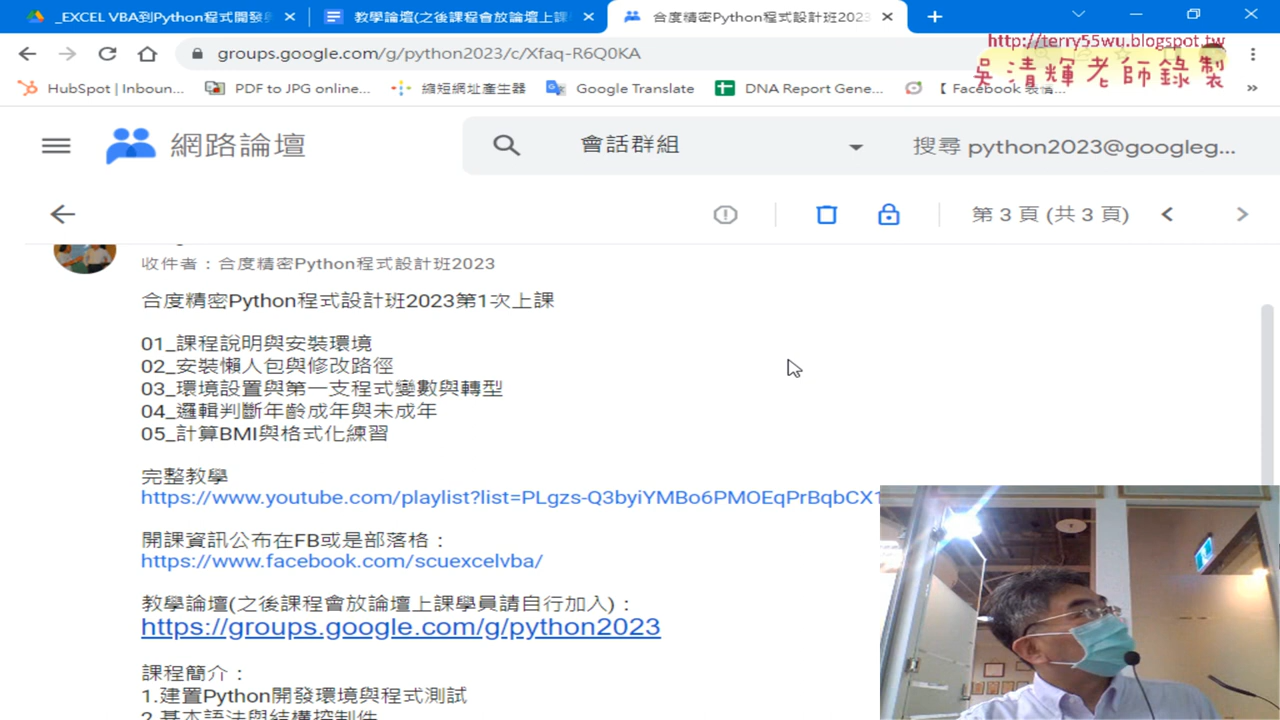 _EXCEL VBA到Python程式開發
教學論壇(之後課程會放論壇上課
合度精密Python程式設計班2023
groups.google.com/g/python2023/c/Xfaq-R6Q0KA
http://terry55wu.blogspot.tw
吳清輝老師錄製
HubSpot | Inboun...
PDF to JPG online...
縮短網址產生器
Google Translate
DNA Report Gene...
【 Facebook 表情...
網路論壇
會話群組
搜尋 python2023@googleg...
第 3 頁 (共 3 頁)
收件者：合度精密Python程式設計班2023
合度精密Python程式設計班2023第1次上課
01_課程說明與安裝環境
02_安裝懶人包與修改路徑
03_環境設置與第一支程式變數與轉型
04_邏輯判斷年齡成年與未成年
05_計算BMI與格式化練習
完整教學
https://www.youtube.com/playlist?list=PLgzs-Q3byiYMBo6PMOEqPrBqbCX1
開課資訊公布在FB或是部落格：
https://www.facebook.com/scuexcelvba/
教學論壇(之後課程會放論壇上課學員請自行加入)：
https://groups.google.com/g/python2023
課程簡介：
1.建置Python開發環境與程式測試
2.基本語法與結構控制件